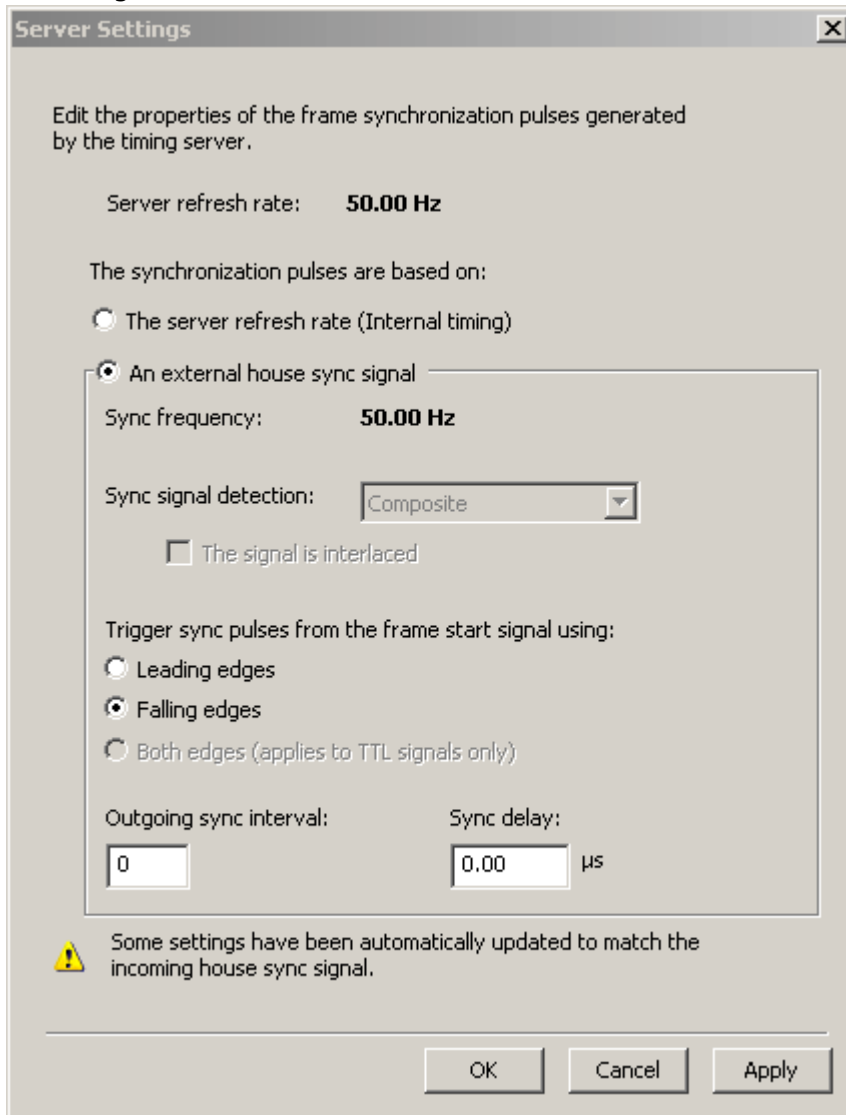 Server Settings
Edit the properties of the frame synchronization pulses generated
by the timing server.
Server refresh rate: 50.00 Hz
The synchronization pulses are based on:
The server refresh rate (Internal timing)
An external house sync signal
Sync frequency: 50.00 Hz
Sync signal detection: Composite
The signal is interlaced
Trigger sync pulses from the frame start signal using:
Leading edges
Falling edges
Both edges (applies to TTL signals only)
Outgoing sync interval: Sync delay:
0 0.00 µs
Some settings have been automatically updated to match the
incoming house sync signal.
OK Cancel Apply